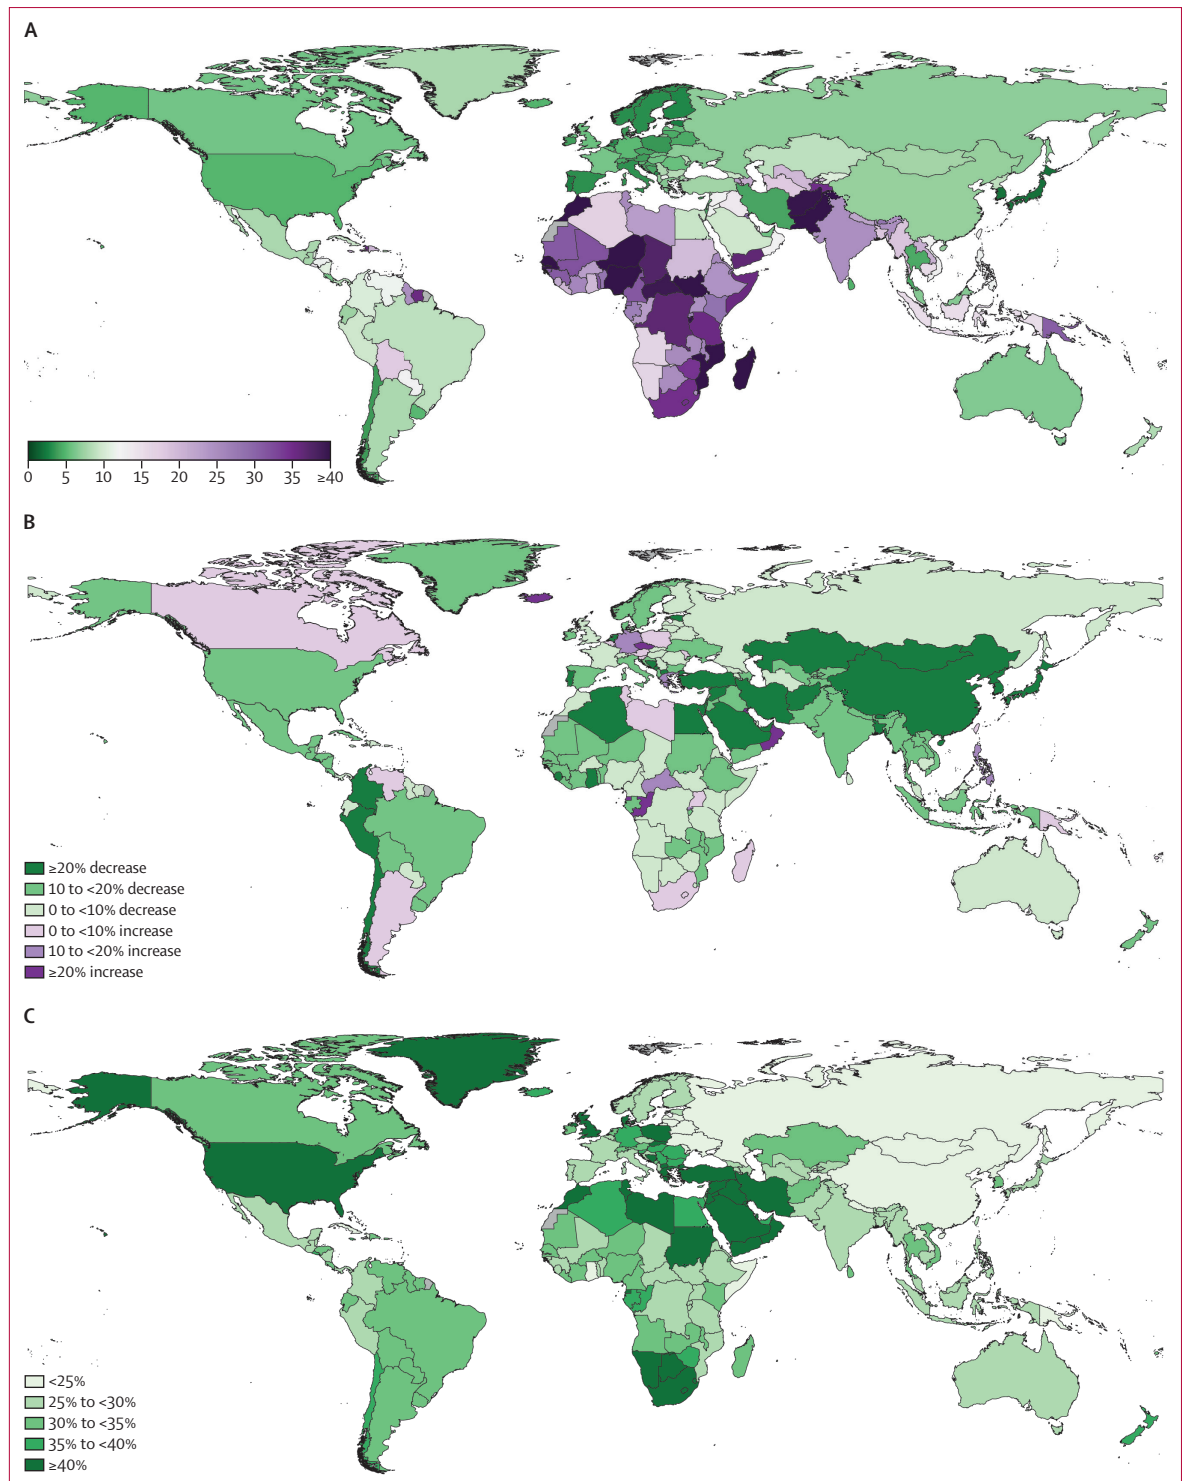 A
0 5 10 15 20 25 30 35 ≥40
B
≥20% decrease
10 to <20% decrease
0 to <10% decrease
0 to <10% increase
10 to <20% increase
≥20% increase
C
<25%
25% to <30%
30% to <35%
35% to <40%
≥40%